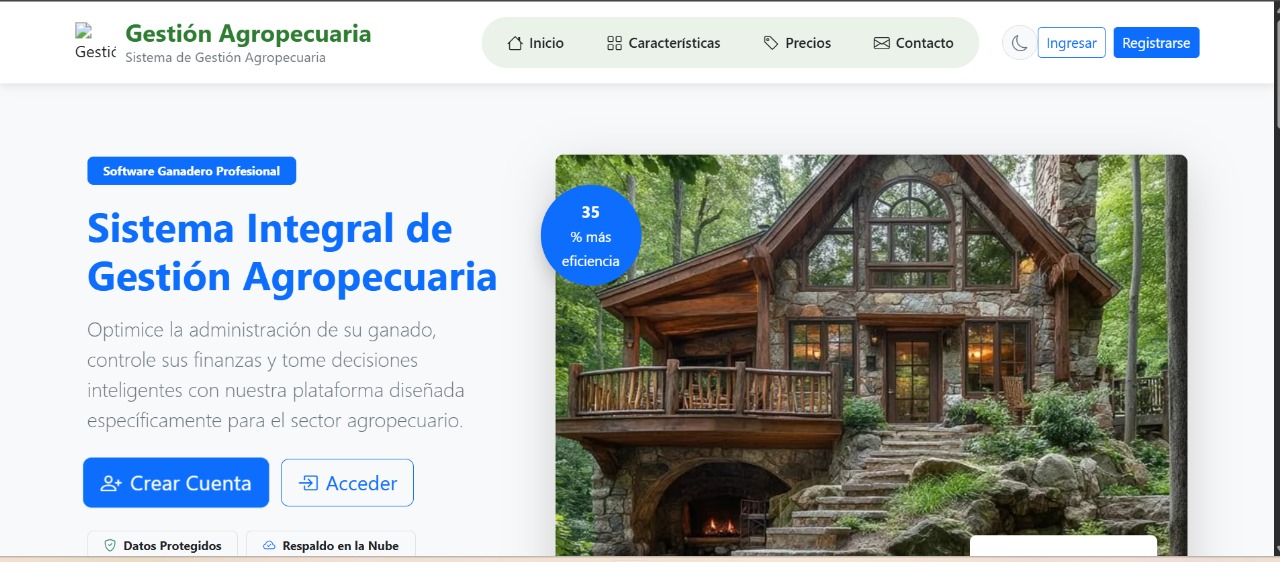 Gestió
Gestión Agropecuaria
Sistema de Gestión Agropecuaria
Inicio
Características
Precios
Contacto
Ingresar
Registrarse
Software Ganadero Profesional
Sistema Integral de
Gestión Agropecuaria
Optimice la administración de su ganado,
controle sus finanzas y tome decisiones
inteligentes con nuestra plataforma diseñada
específicamente para el sector agropecuario.
Crear Cuenta
Acceder
Datos Protegidos
Respaldo en la Nube
35
% más
eficiencia